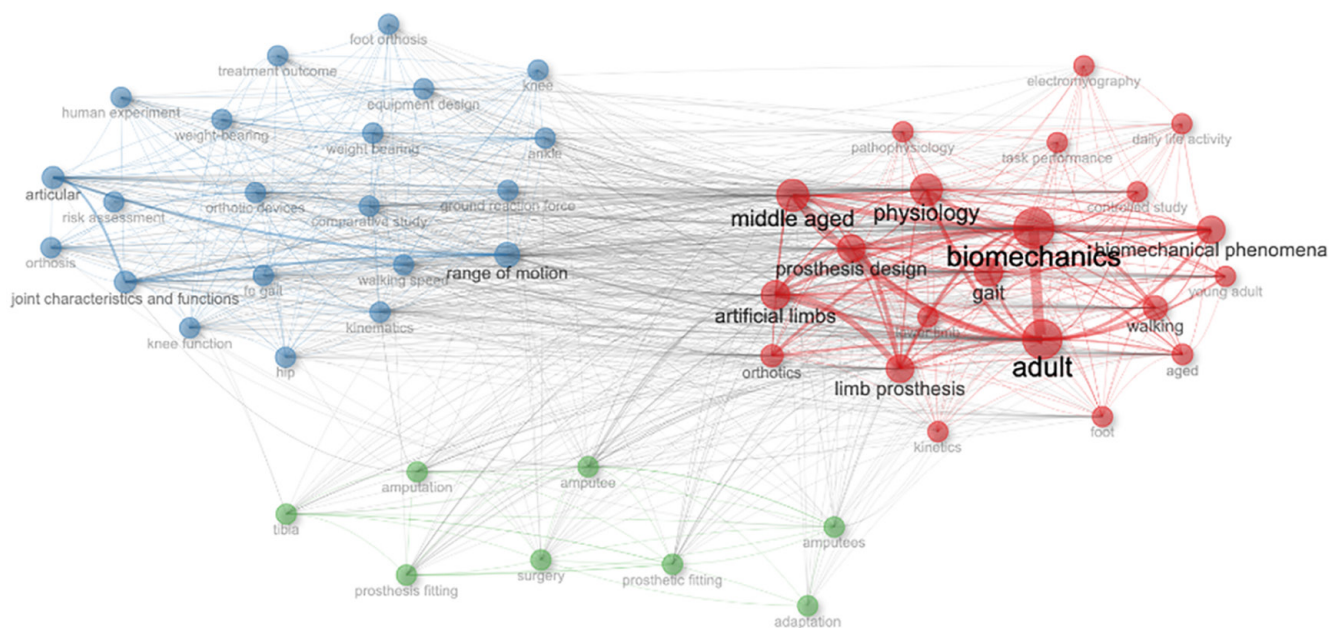 foot orthosis
treatment outcome
knee
equipment design
human experiment
weight-bearing
weight bearing
ankle
articular
risk assessment
orthotic devices
comparative study
ground reaction force
orthosis
joint characteristics and functions
fo gait
walking speed
range of motion
knee function
kinematics
hip
electromyography
pathophysiology
task performance
daily life activity
middle aged
physiology
controlled study
prosthesis design
biomechanics
biomechanical phenomena
gait
young adult
artificial limbs
lower limb
walking
orthotics
limb prosthesis
adult
aged
kinetics
foot
amputation
amputee
tibia
amputees
prosthesis fitting
surgery
prosthetic fitting
adaptation